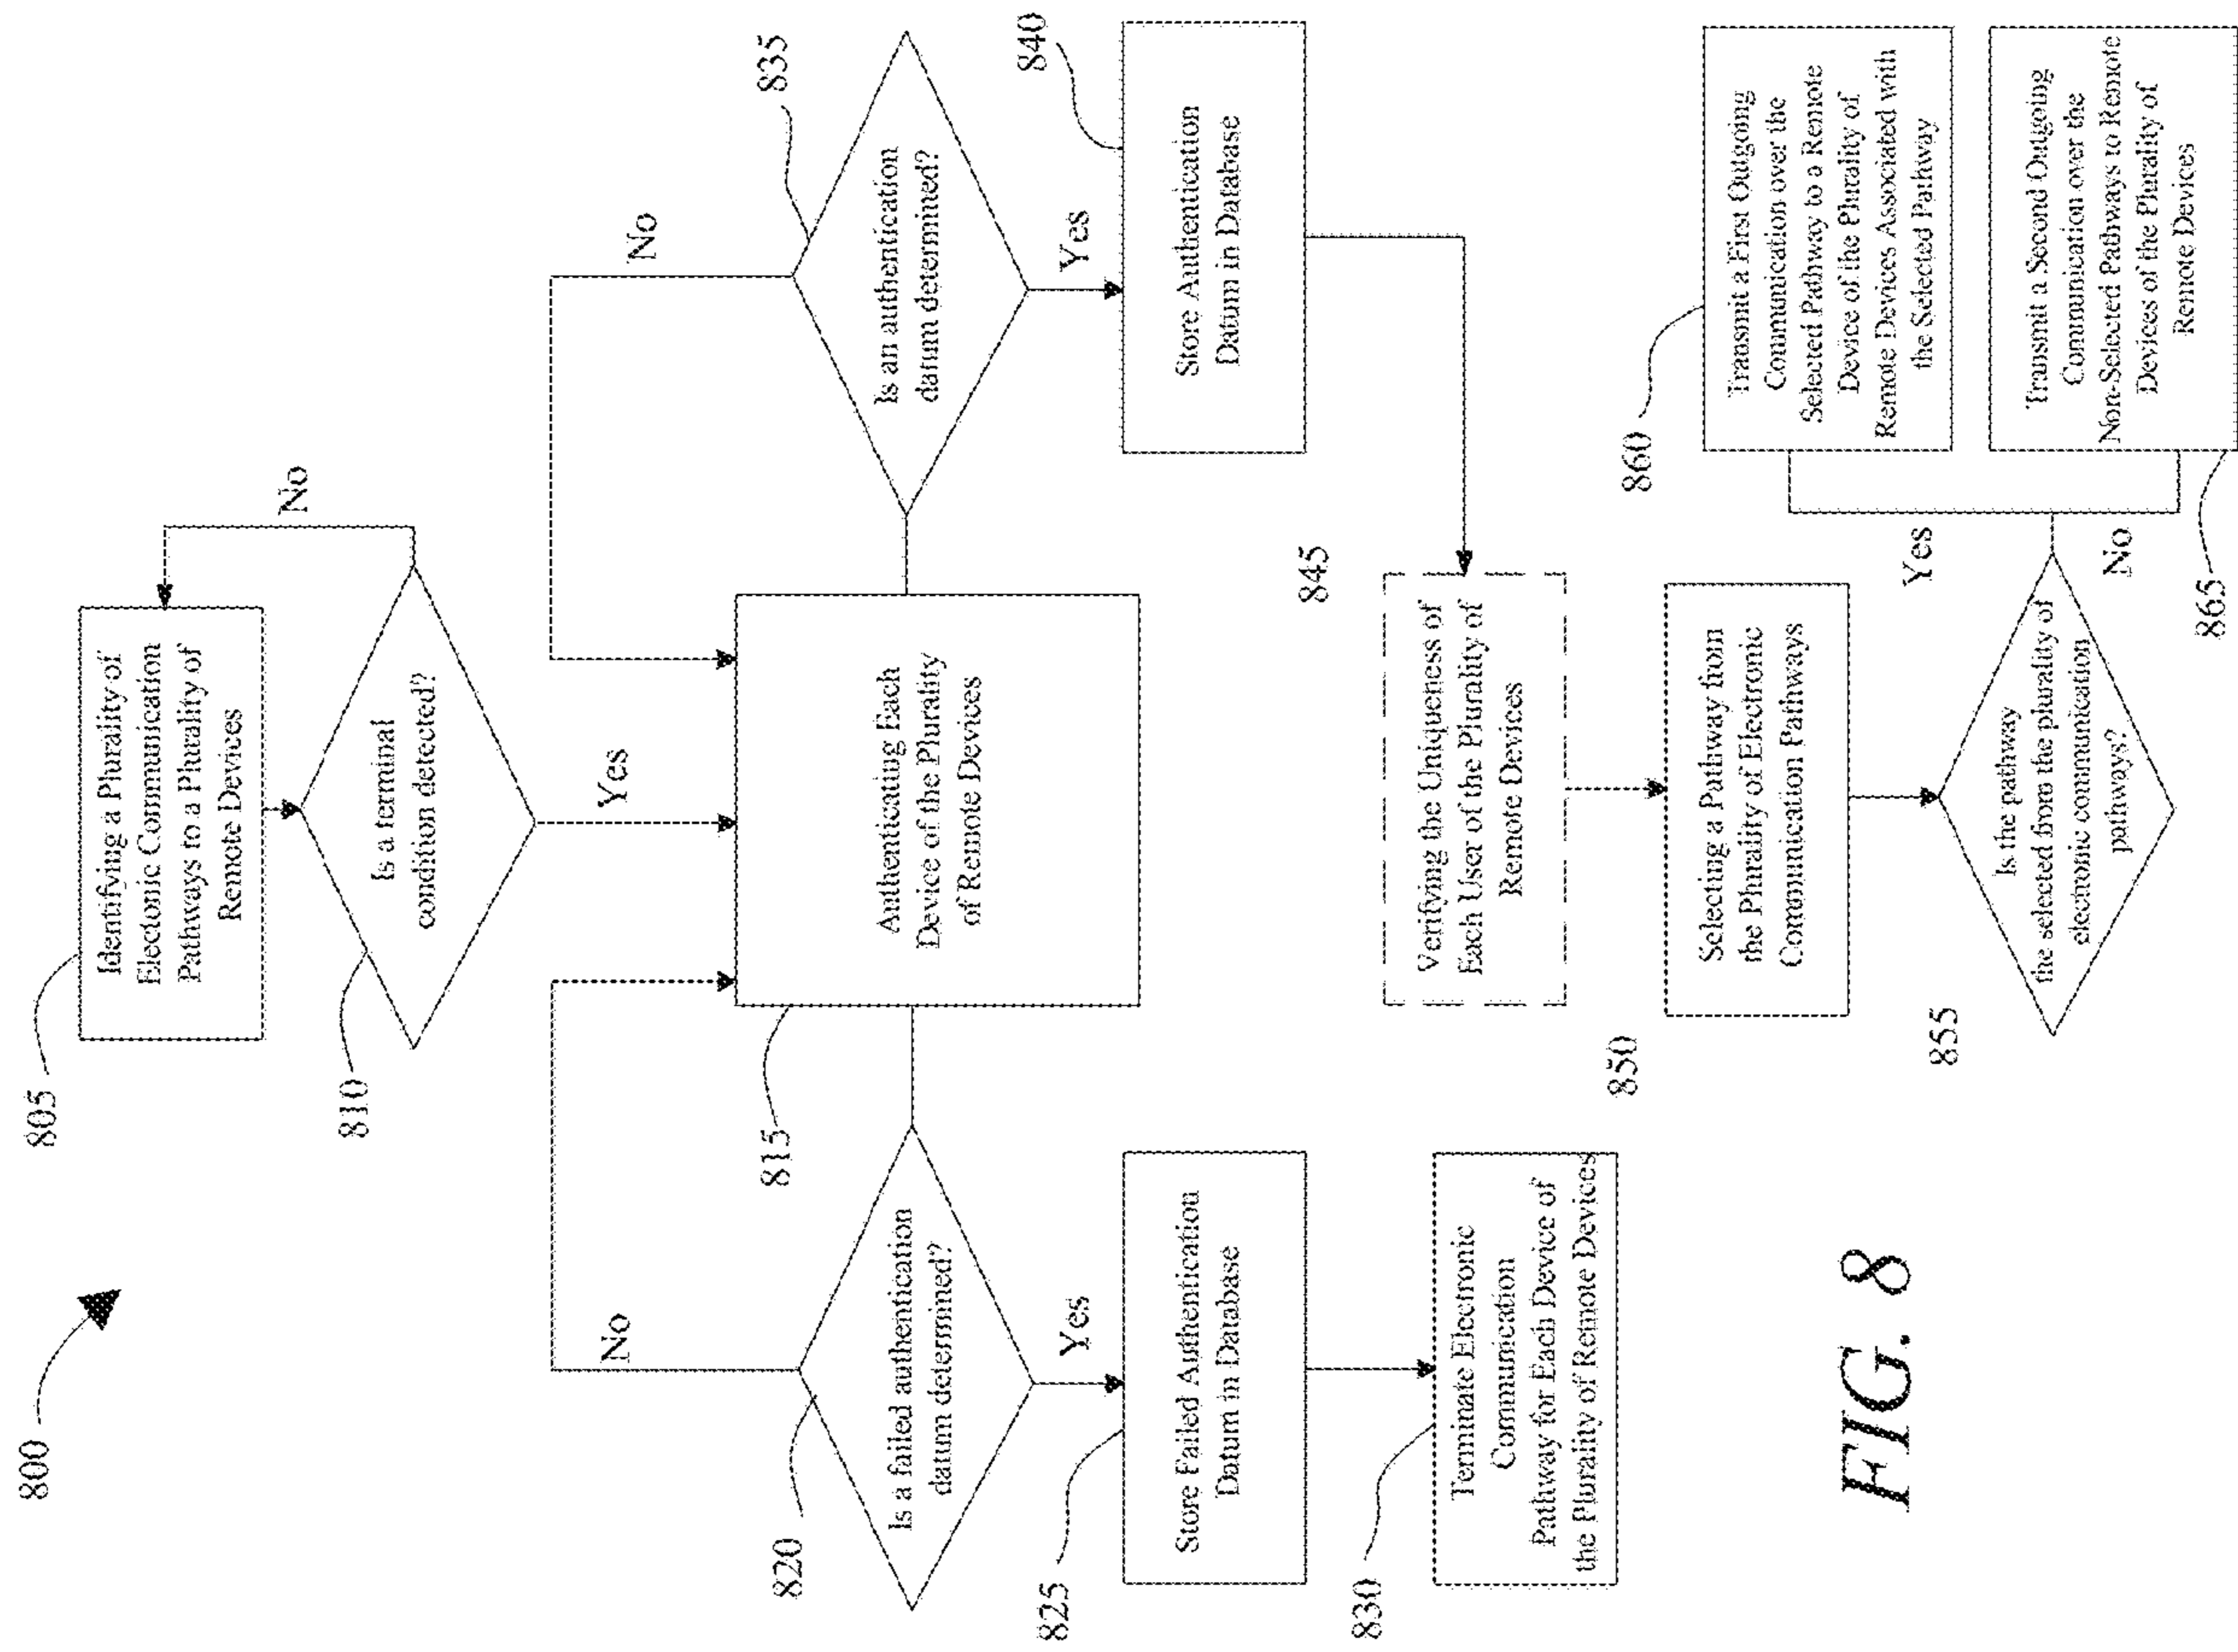 800
805
Identifying a Plurality of
Electonic Communication
Pathways to a Plurality of
Remote Devices
810
Is a terminal
condition detected?
No
Yes
815
Authenticating Each
Device of the Plurality
of Remote Devices
820
Is a failed authentication
datum determined?
No
Yes
825
Store Failed Authentication
Datum in Database
830
Terminate Electronic
Communication
Pathway for Each Device of
the Plurality of Remote Devices
835
Is an authentication
datum determined?
No
Yes
840
Store Authentication
Datum in Database
845
Verifying the Uniqueness of
Each User of the Plurality of
Remote Devices
850
Selecting a Pathway from
the Plurality of Electronic
Communication Pathways
855
Is the pathway
the selected from the plurality of
electronic communication
pathways?
Yes
No
860
Transmit a First Outgoing
Communication over the
Selected Pathway to a Remote
Device of the Plurality of
Remote Devices Associated with
the Selected Pathway
865
Transmit a Second Outgoing
Communication over the
Non-Selected Pathways to Remote
Devices of the Plurality of
Remote Devices
FIG. 8